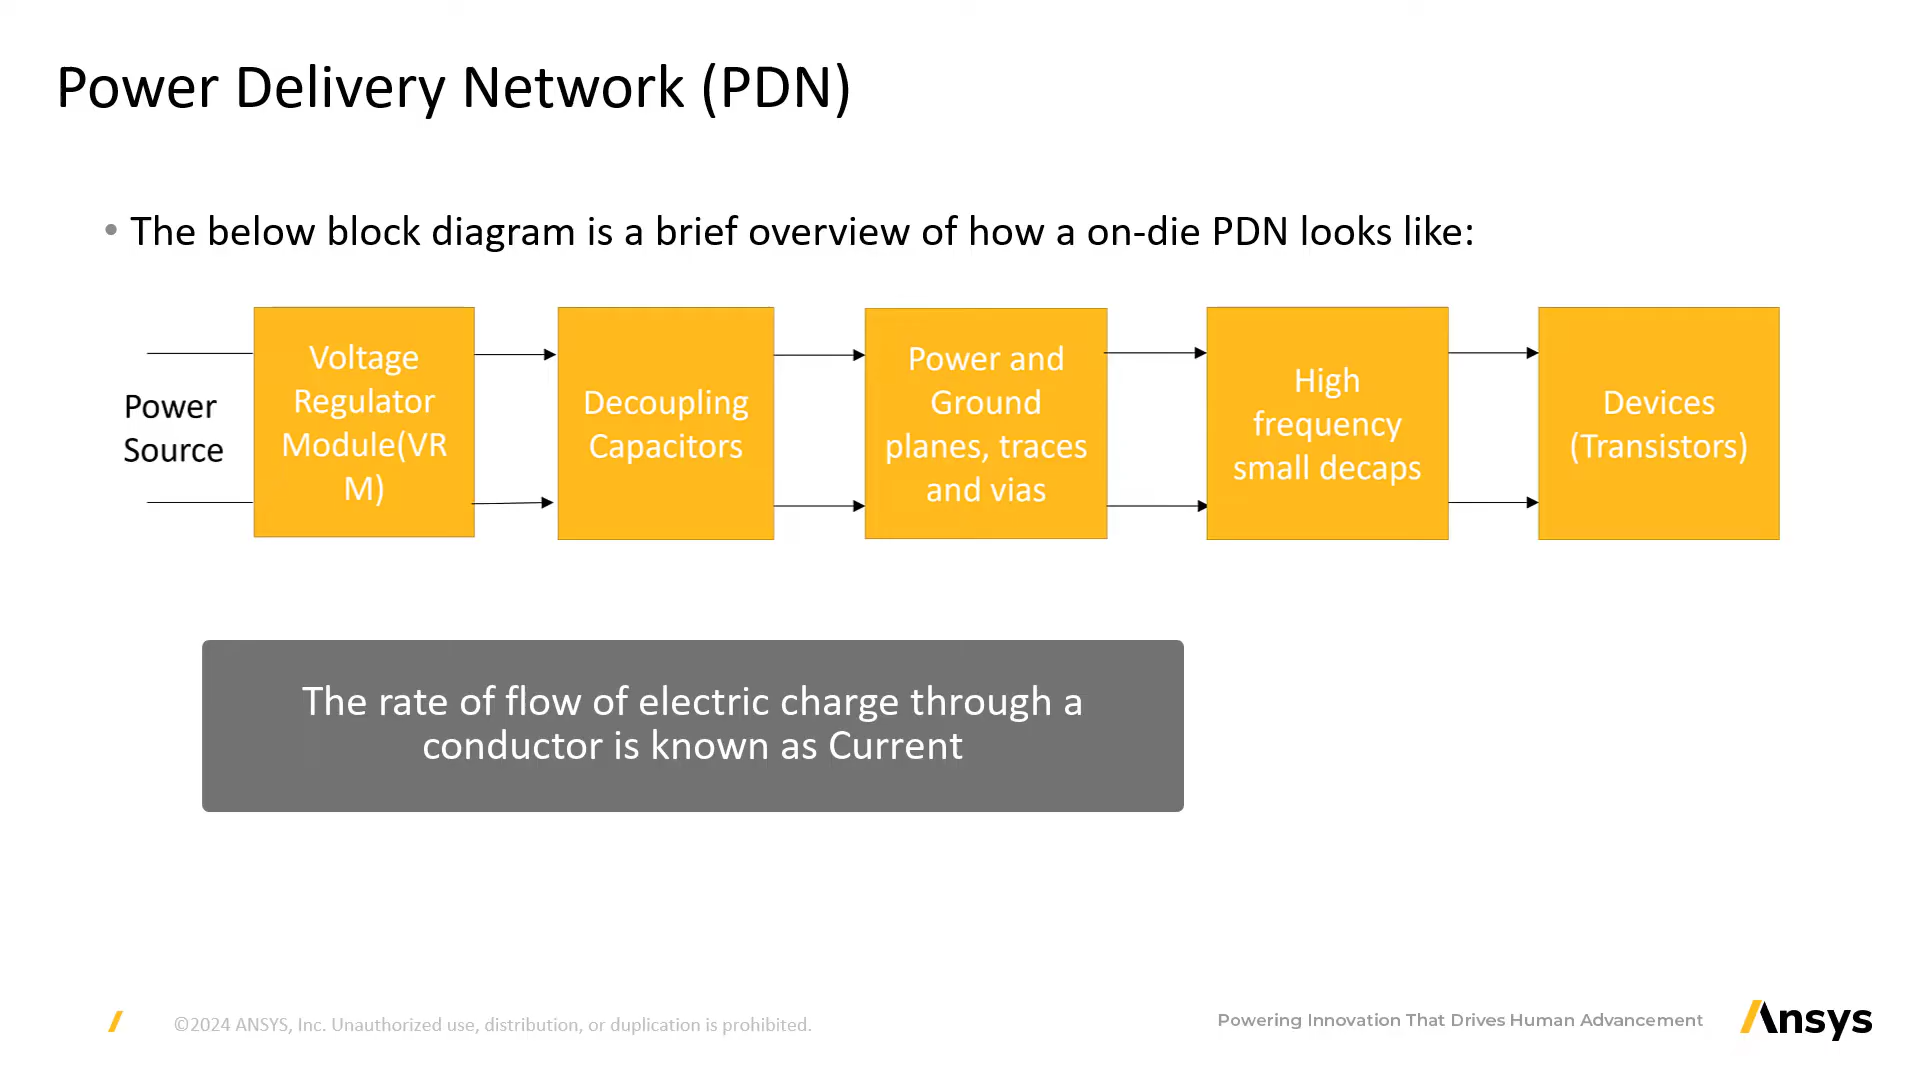 Power Delivery Network (PDN)
• The below block diagram is a brief overview of how a on-die PDN looks like:
Power
Source
Voltage
Regulator
Module(VR
M)
Decoupling
Capacitors
Power and
Ground
planes, traces
and vias
High
frequency
small decaps
Devices
(Transistors)
The rate of flow of electric charge through a
conductor is known as Current
©2024 ANSYS, Inc. Unauthorized use, distribution, or duplication is prohibited.
Powering Innovation That Drives Human Advancement
Ansys